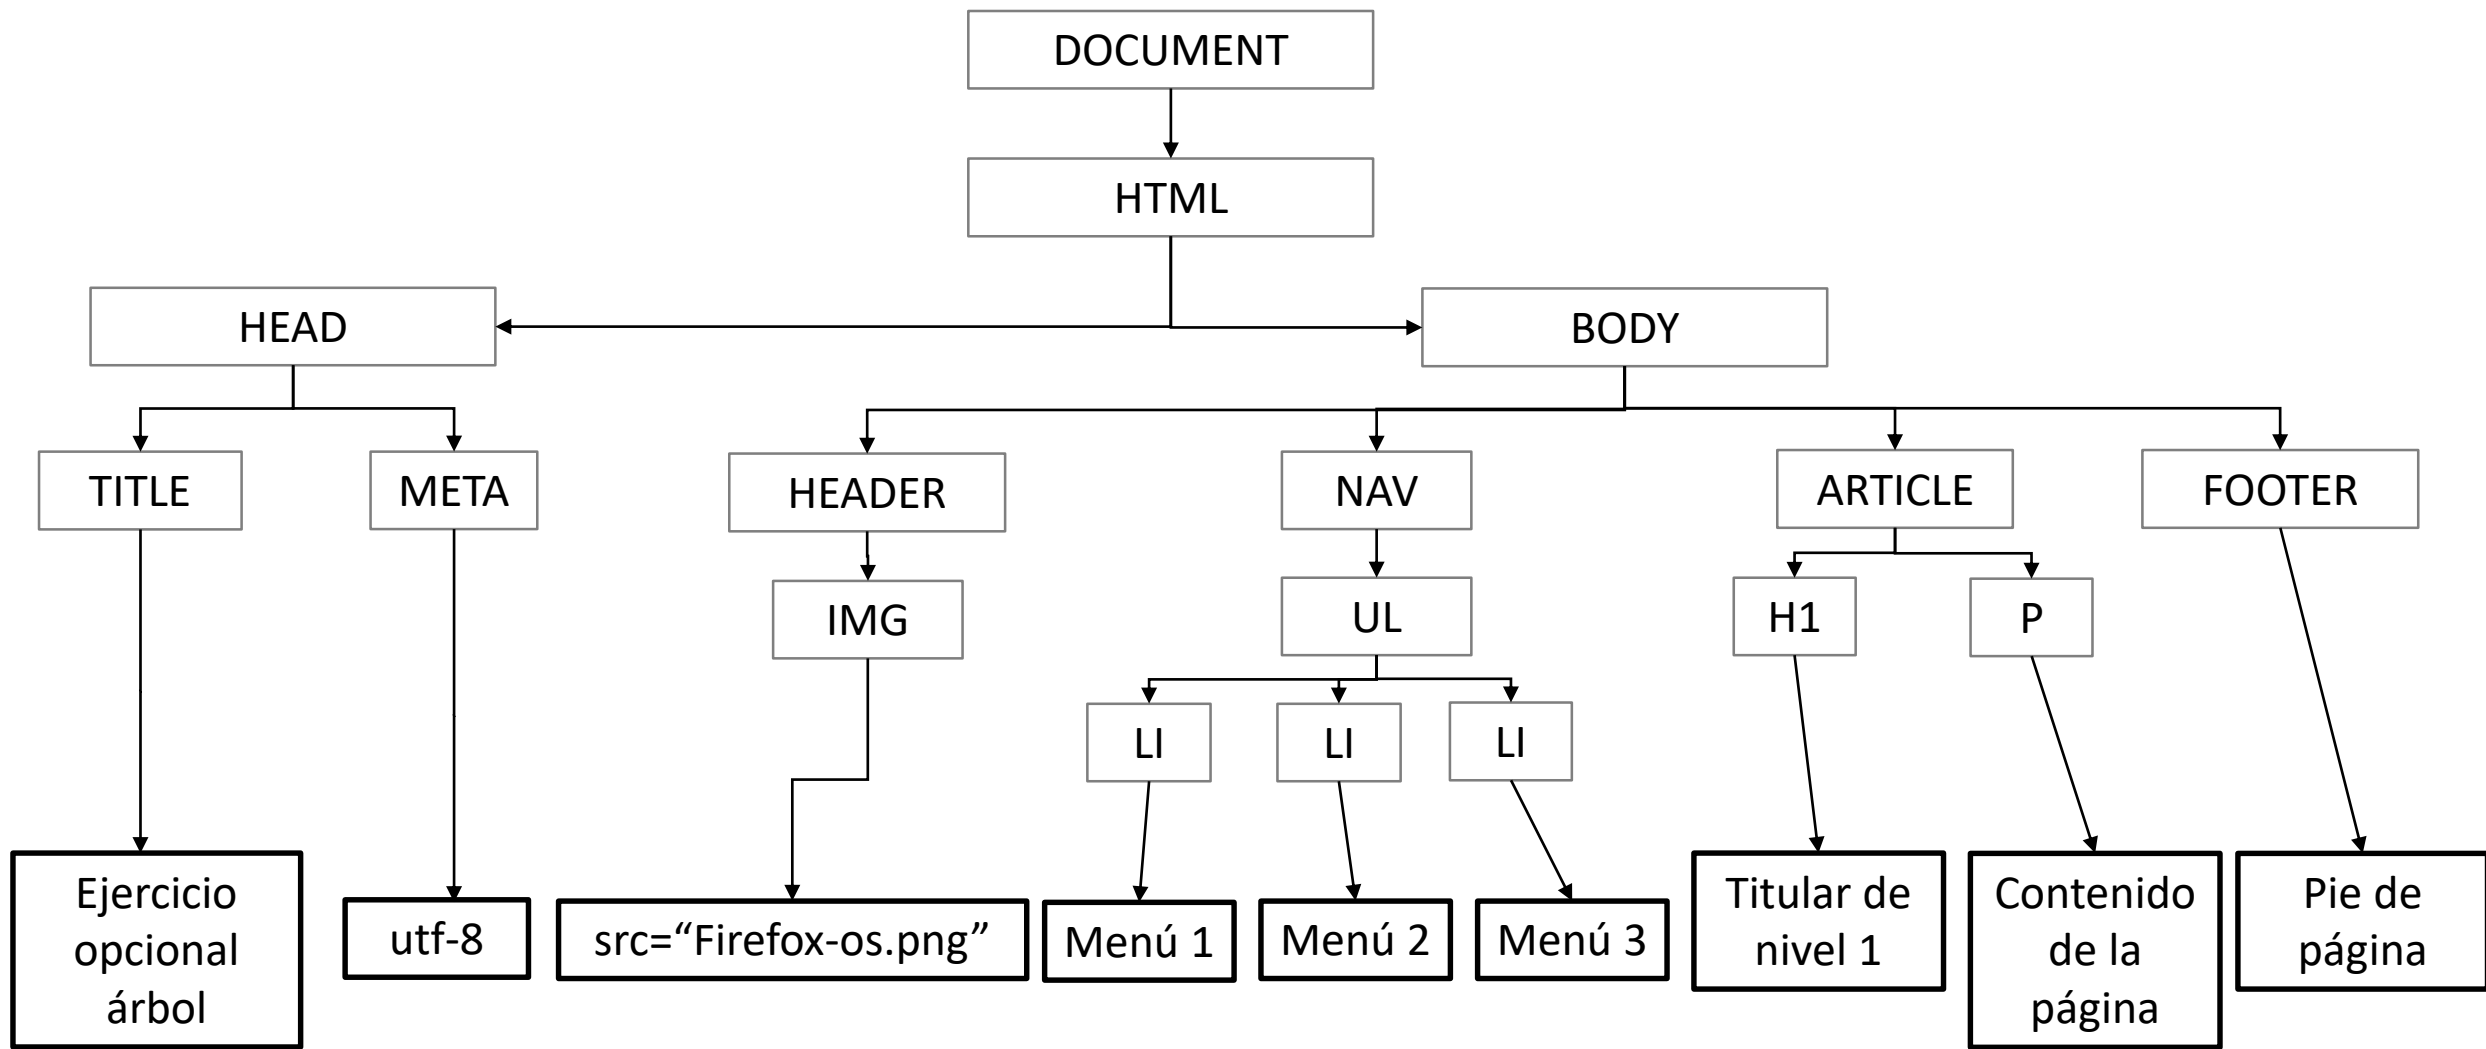 DOCUMENT
HTML
HEAD
BODY
TITLE
META
HEADER
NAV
ARTICLE
FOOTER
IMG
UL
H1
P
LI
LI
LI
Ejercicio
opcional
árbol
utf-8
src=“Firefox-os.png”
Menú 1
Menú 2
Menú 3
Titular de
nivel 1
Contenido
de la
página
Pie de
página